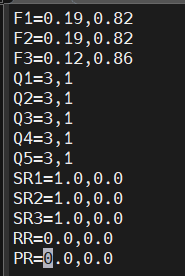 F1=0.19,0.82
F2=0.19,0.82
F3=0.12,0.86
Q1=3,1
Q2=3,1
Q3=3,1
Q4=3,1
Q5=3,1
SR1=1.0,0.0
SR2=1.0,0.0
SR3=1.0,0.0
RR=0.0,0.0
PR=0.0,0.0